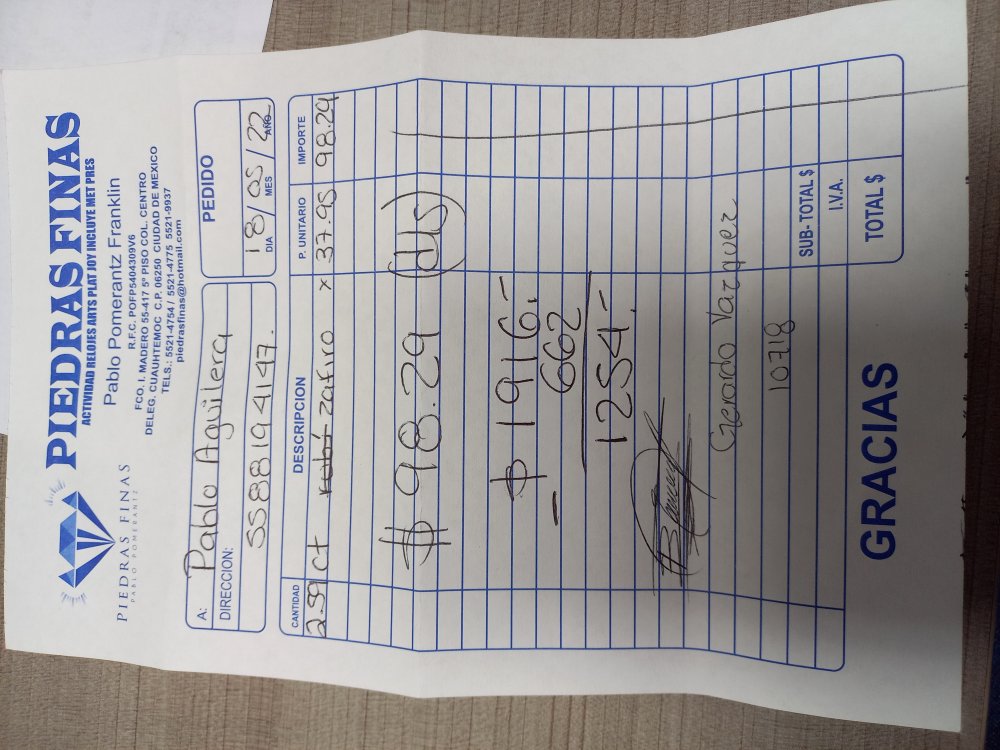 PIEDRAS FINAS
ACTIVIDAD RELOJES ARTS PLAT JOY INCLUYE MET PRES
Pablo Pomerantz Franklin
R.F.C. POFP5404309V6
FCO. I. MADERO 55-417 5º PISO COL. CENTRO
DELEG. CUAUHTEMOC C.P. 06250 CIUDAD DE MEXICO
TELS.: 5521-4754 / 5521-4775 5521-9937
piedrasfinas@hotmail.com
PIEDRAS FINAS
PABLO POMERANTZ
A: Pablo Aguilera
DIRECCION:
5588194147.
PEDIDO
18/05/22
DIA MES AÑO
CANTIDAD DESCRIPCION P. UNITARIO IMPORTE
2.59 ct rubí zafiro x 37.95 98.29
$ 98.29 (dls)
$ 1916.-
- 662
1254.-
Gerardo Vazquez
10718
SUB- TOTAL $
I.V.A.
TOTAL $
GRACIAS